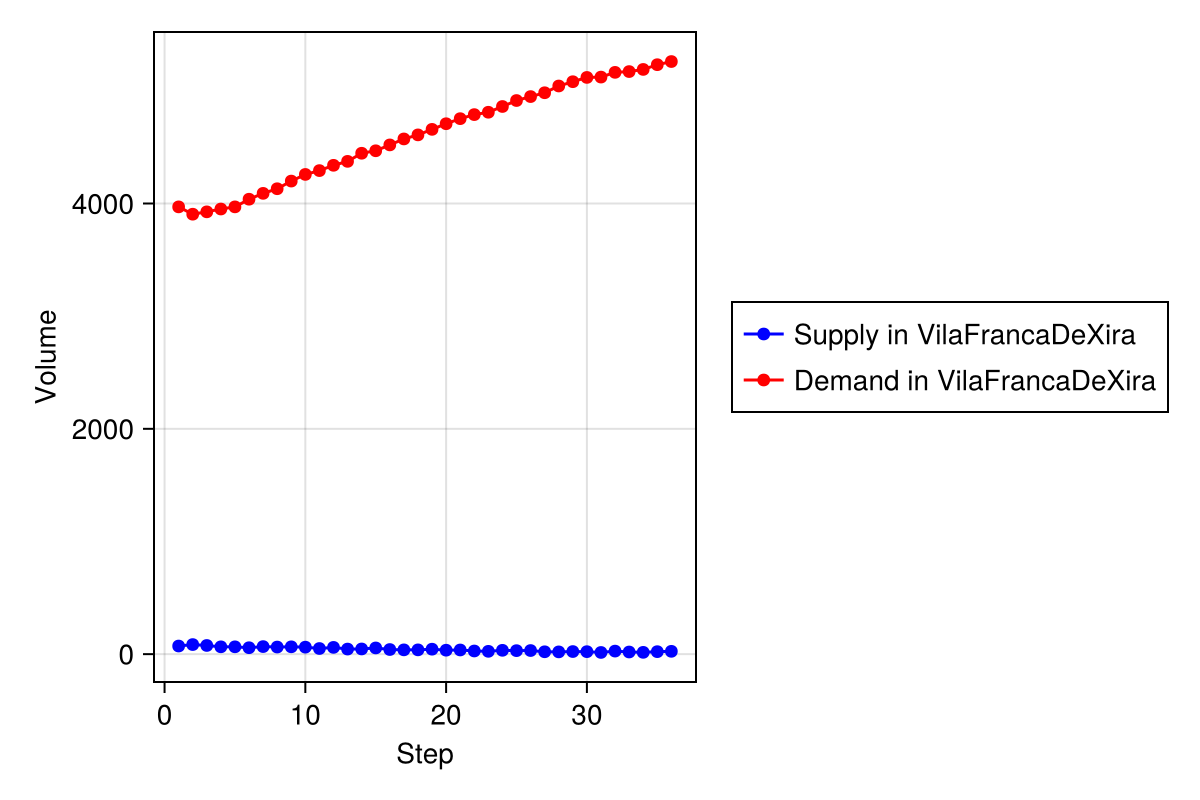 Volume
4000
2000
0
0 10 20 30
Step
Supply in VilaFrancaDeXira
Demand in VilaFrancaDeXira